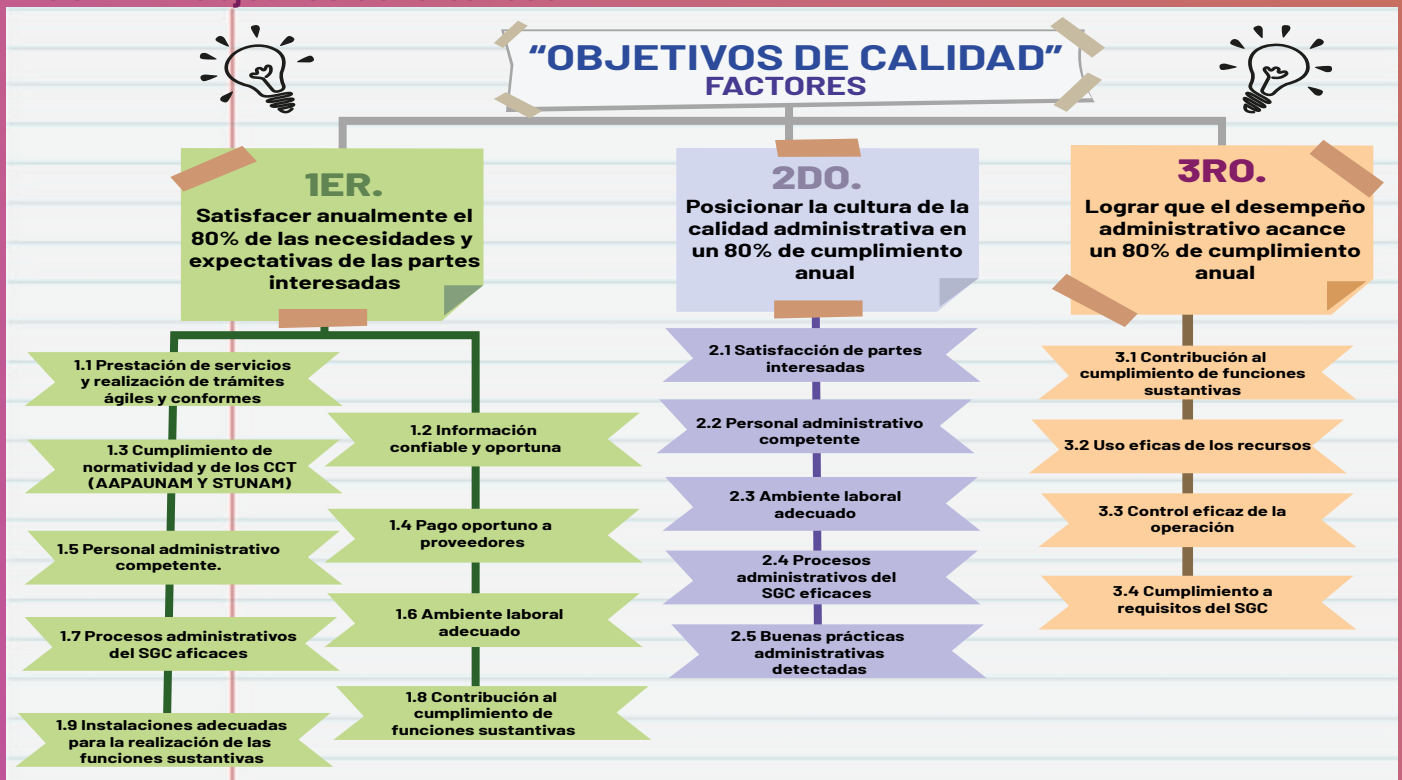 “OBJETIVOS DE CALIDAD”
FACTORES
1ER.
Satisfacer anualmente el
80% de las necesidades y
expectativas de las partes
interesadas
1.1 Prestación de servicios
y realización de trámites
ágiles y conformes
1.2 Información
confiable y oportuna
1.3 Cumplimiento de
normatividad y de los CCT
(AAPAUNAM Y STUNAM)
1.4 Pago oportuno a
proveedores
1.5 Personal administrativo
competente.
1.6 Ambiente laboral
adecuado
1.7 Procesos administrativos
del SGC aficaces
1.8 Contribución al
cumplimiento de
funciones sustantivas
1.9 Instalaciones adecuadas
para la realización de las
funciones sustantivas
2DO.
Posicionar la cultura de la
calidad administrativa en
un 80% de cumplimiento
anual
2.1 Satisfacción de partes
interesadas
2.2 Personal administrativo
competente
2.3 Ambiente laboral
adecuado
2.4 Procesos
administrativos del
SGC eficaces
2.5 Buenas prácticas
administrativas
detectadas
3RO.
Lograr que el desempeño
administrativo acance
un 80% de cumplimiento
anual
3.1 Contribución al
cumplimiento de funciones
sustantivas
3.2 Uso eficas de los recursos
3.3 Control eficaz de la
operación
3.4 Cumplimiento a
requisitos del SGC